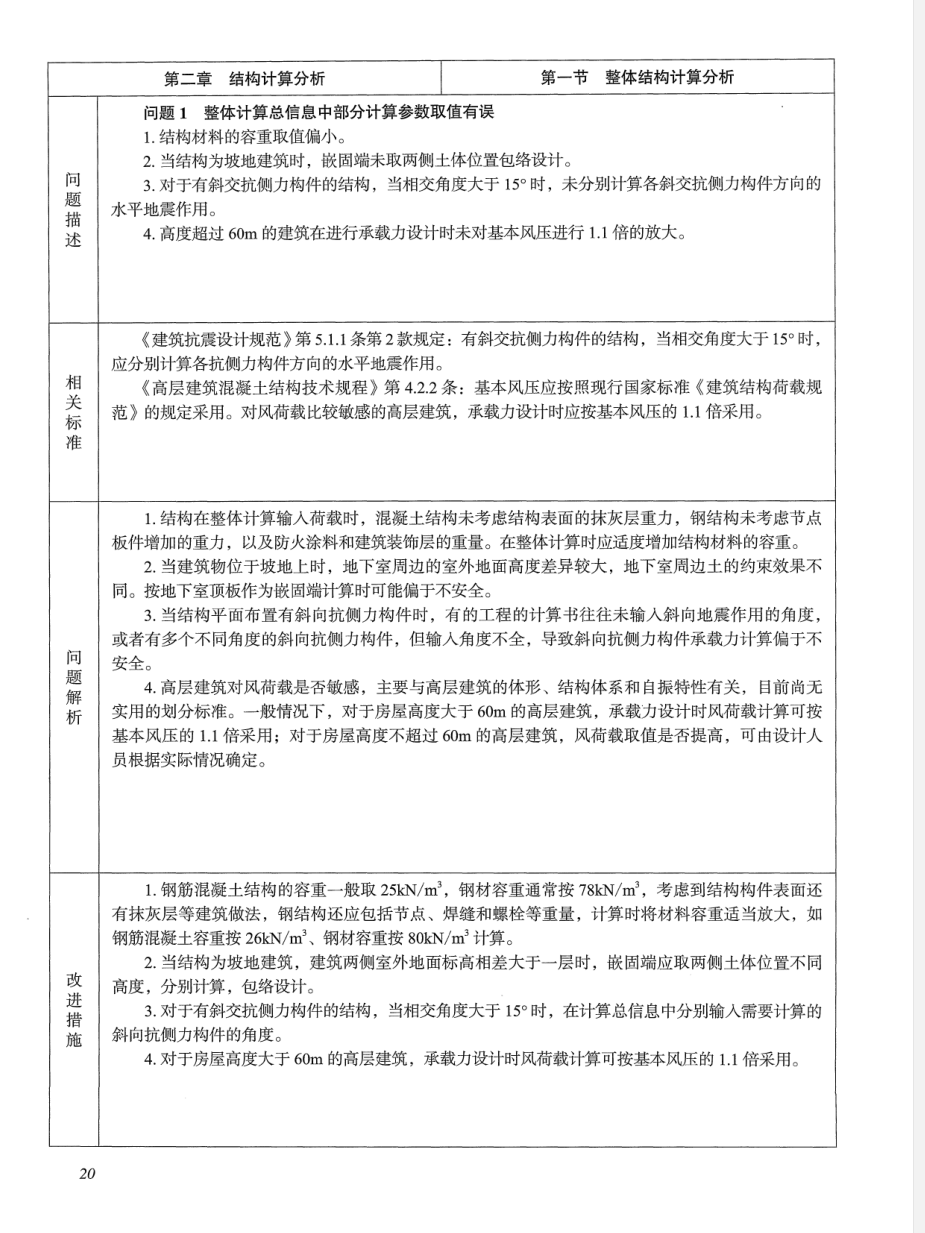 第二章 结构计算分析
第一节 整体结构计算分析
问题描述
问题 1 整体计算总信息中部分计算参数取值有误
1. 结构材料的容重取值偏小。
2. 当结构为坡地建筑时，嵌固端未取两侧土体位置包络设计。
3. 对于有斜交抗侧力构件的结构，当相交角度大于 15° 时，未分别计算各斜交抗侧力构件方向的
水平地震作用。
4. 高度超过 60m 的建筑在进行承载力设计时未对基本风压进行 1.1 倍的放大。
相关标准
《建筑抗震设计规范》第 5.1.1 条第 2 款规定：有斜交抗侧力构件的结构，当相交角度大于 15° 时，
应分别计算各抗侧力构件方向的水平地震作用。
《高层建筑混凝土结构技术规程》第 4.2.2 条：基本风压应按照现行国家标准《建筑结构荷载规
范》的规定采用。对风荷载比较敏感的高层建筑，承载力设计时应按基本风压的 1.1 倍采用。
问题解析
1. 结构在整体计算输入荷载时，混凝土结构未考虑结构表面的抹灰层重力，钢结构未考虑节点
板件增加的重力，以及防火涂料和建筑装饰层的重量。在整体计算时应适度增加结构材料的容重。
2. 当建筑物位于坡地上时，地下室周边的室外地面高度差异较大，地下室周边土的约束效果不
同。按地下室顶板作为嵌固端计算时可能偏于不安全。
3. 当结构平面布置有斜向抗侧力构件时，有的工程的计算书往往未输入斜向地震作用的角度，
或者有多个不同角度的斜向抗侧力构件，但输入角度不全，导致斜向抗侧力构件承载力计算偏于不
安全。
4. 高层建筑对风荷载是否敏感，主要与高层建筑的体形、结构体系和自振特性有关，目前尚无
实用的划分标准。一般情况下，对于房屋高度大于 60m 的高层建筑，承载力设计时风荷载计算可按
基本风压的 1.1 倍采用；对于房屋高度不超过 60m 的高层建筑，风荷载取值是否提高，可由设计人
员根据实际情况确定。
改进措施
1. 钢筋混凝土结构的容重一般取 25kN/m³，钢材容重通常按 78kN/m³，考虑到结构构件表面还
有抹灰层等建筑做法，钢结构还应包括节点、焊缝和螺栓等重量，计算时将材料容重适当放大，如
钢筋混凝土容重按 26kN/m³、钢材容重按 80kN/m³ 计算。
2. 当结构为坡地建筑，建筑两侧室外地面标高相差大于一层时，嵌固端应取两侧土体位置不同
高度，分别计算，包络设计。
3. 对于有斜交抗侧力构件的结构，当相交角度大于 15° 时，在计算总信息中分别输入需要计算的
斜向抗侧力构件的角度。
4. 对于房屋高度大于 60m 的高层建筑，承载力设计时风荷载计算可按基本风压的 1.1 倍采用。
20